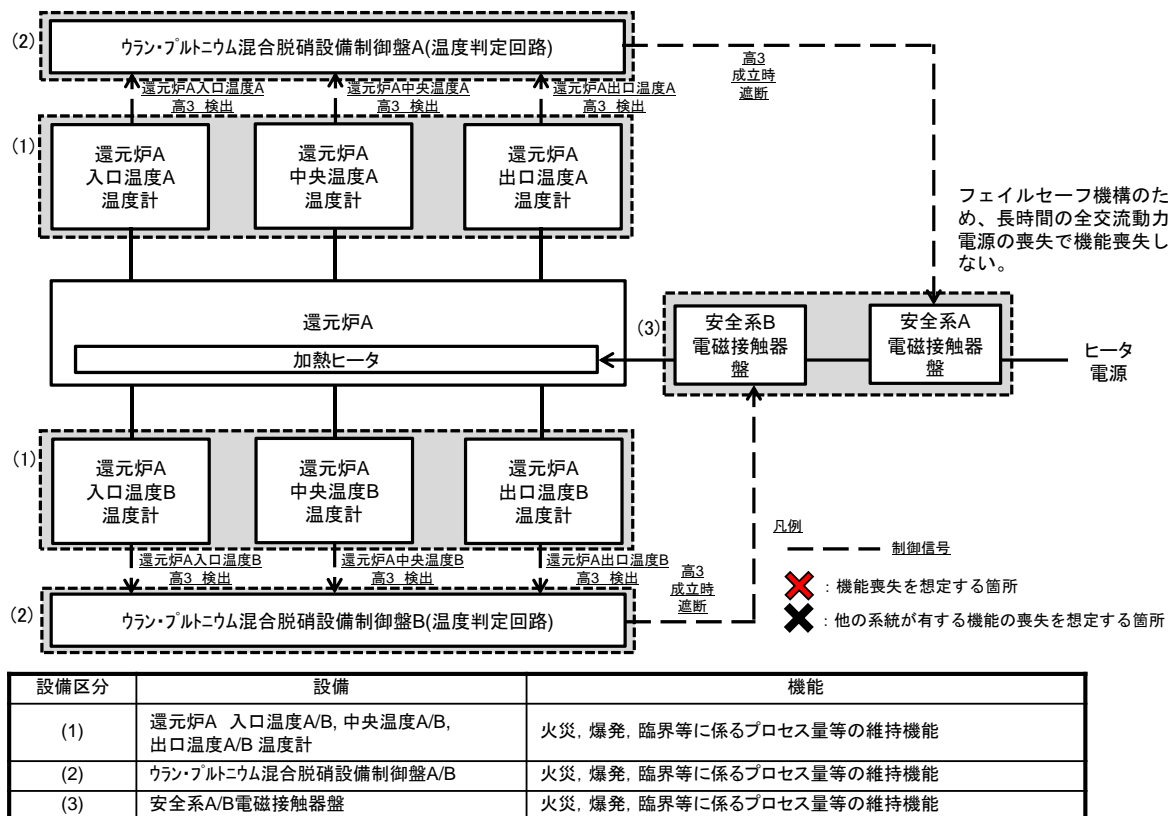 (2)
ウラン・プルトニウム混合脱硝設備制御盤A(温度判定回路)
高3
成立時
遮断
還元炉A入口温度A
高3 検出
還元炉A中央温度A
高3 検出
還元炉A出口温度A
高3 検出
(1)
還元炉A
入口温度A
温度計
還元炉A
中央温度A
温度計
還元炉A
出口温度A
温度計
フェイルセーフ機構のた
め、長時間の全交流動力
電源の喪失で機能喪失し
ない。
還元炉A
加熱ヒータ
(3)
安全系B
電磁接触器
盤
安全系A
電磁接触器
盤
ヒータ
電源
(1)
還元炉A
入口温度B
温度計
還元炉A
中央温度B
温度計
還元炉A
出口温度B
温度計
還元炉A入口温度B
高3 検出
還元炉A中央温度B
高3 検出
還元炉A出口温度B
高3 検出
(2)
ウラン・プルトニウム混合脱硝設備制御盤B(温度判定回路)
高3
成立時
遮断
凡例
制御信号
：機能喪失を想定する箇所
：他の系統が有する機能の喪失を想定する箇所
設備区分 設備 機能
(1) 還元炉A 入口温度A/B, 中央温度A/B,
出口温度A/B 温度計 火災, 爆発, 臨界等に係るプロセス量等の維持機能
(2) ウラン・プルトニウム混合脱硝設備制御盤A/B 火災, 爆発, 臨界等に係るプロセス量等の維持機能
(3) 安全系A/B電磁接触器盤 火災, 爆発, 臨界等に係るプロセス量等の維持機能